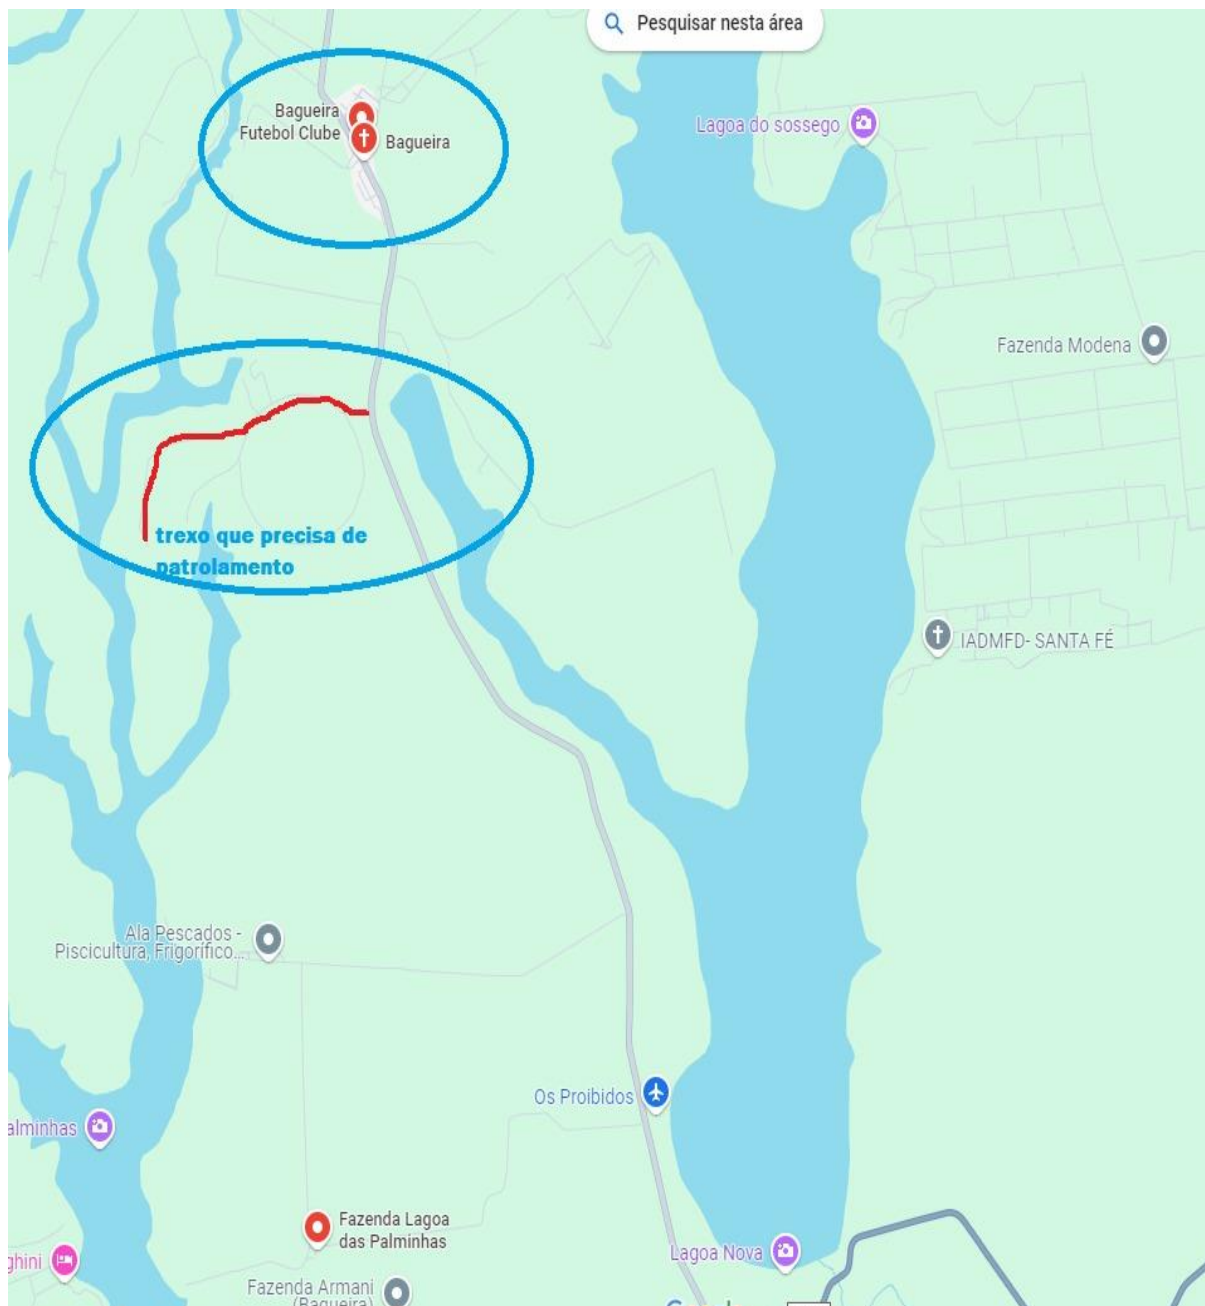 Pesquisar nesta área
Bagueira
Futebol Clube
Bagueira
Lagoa do sossego
Fazenda Modena
trexo que precisa de
patrolamento
IADMFD- SANTA FÉ
Ala Pescados -
Piscicultura, Frigorífico...
Os Proibidos
alminhas
Fazenda Lagoa
das Palminhas
Lagoa Nova
ghini
Fazenda Armani
(Bagueira)